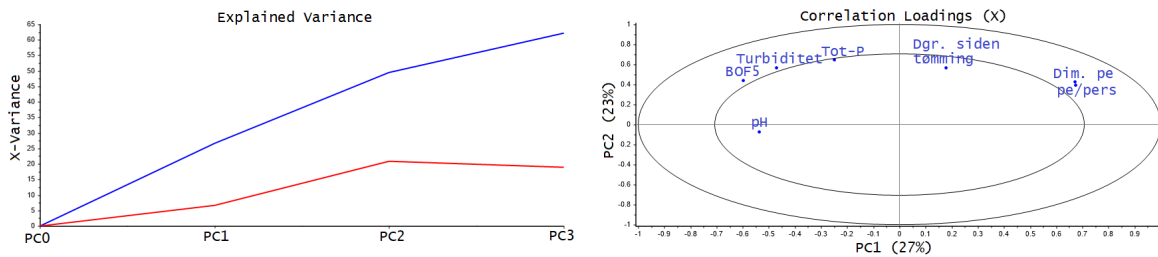 Explained Variance
X-Variance
65
60
55
50
45
40
35
30
25
20
15
10
5
0
PC0
PC1
PC2
PC3
Correlation Loadings (X)
PC2 (23%)
1
0.8
0.6
0.4
0.2
0
-0.2
-0.4
-0.6
-0.8
-1
Dgr. siden
tømming
Tot-P
Turbiditet
BOF5
Dim. pe
pe/pers
pH
-1
-0.9
-0.8
-0.7
-0.6
-0.5
-0.4
-0.3
-0.2
-0.1
0
0.1
0.2
0.3
0.4
0.5
0.6
0.7
0.8
0.9
1
PC1 (27%)